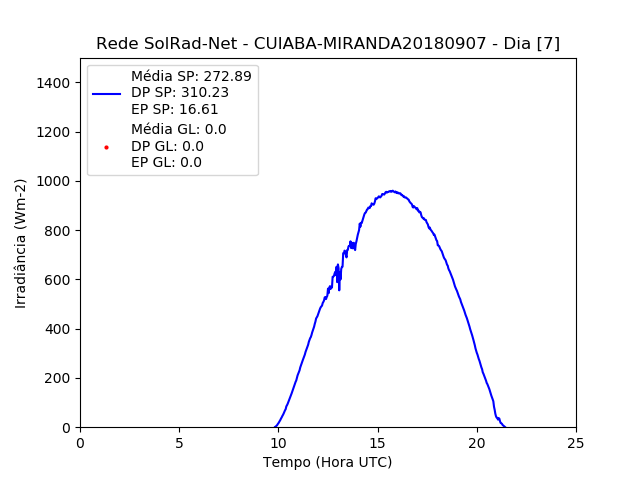 Rede SolRad-Net - CUIABA-MIRANDA20180907 - Dia [7]
Média SP: 272.89
DP SP: 310.23
EP SP: 16.61
Média GL: 0.0
DP GL: 0.0
EP GL: 0.0
1400
1200
1000
800
600
400
200
0
Irradiância (Wm-2)
0 5 10 15 20 25
Tempo (Hora UTC)